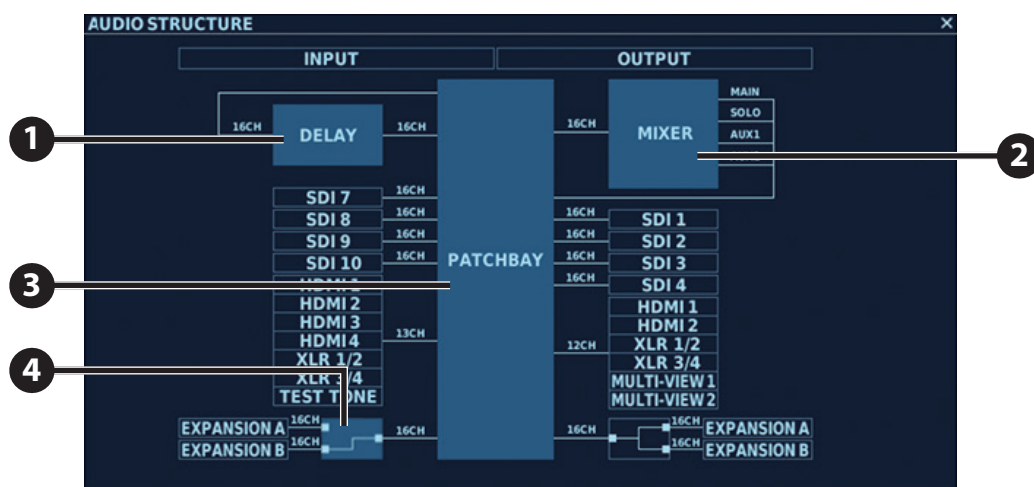 AUDIO STRUCTURE
INPUT
OUTPUT
MAIN
SOLO
AUX1
16CH
DELAY
16CH
16CH
MIXER
1
2
SDI 7
16CH
SDI 8
16CH
SDI 9
16CH
SDI 10
16CH
HDMI 2
HDMI 3
HDMI 4
13CH
XLR 1/2
XLR 3/4
TEST TONE
3
4
EXPANSION A
16CH
EXPANSION B
16CH
16CH
PATCHBAY
16CH
SDI 1
16CH
SDI 2
16CH
SDI 3
16CH
SDI 4
HDMI 1
HDMI 2
12CH
XLR 1/2
XLR 3/4
MULTI-VIEW 1
MULTI-VIEW 2
16CH
16CH
EXPANSION A
16CH
EXPANSION B